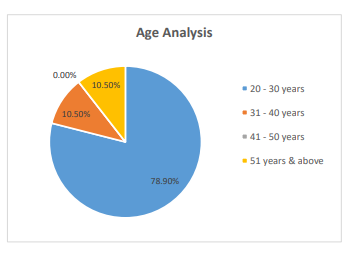 Age Analysis
0.00%
10.50%
10.50%
78.90%
20 - 30 years
31 - 40 years
41 - 50 years
51 years & above